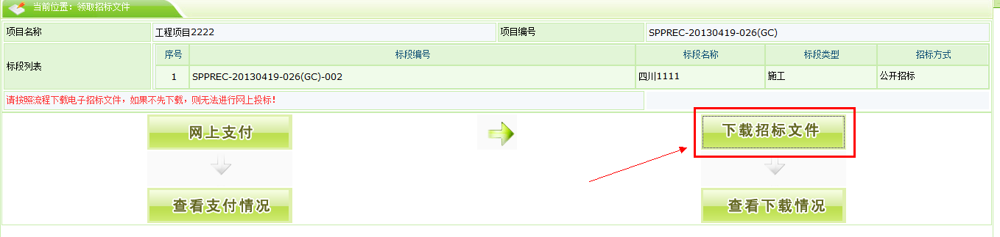 当前位置：领取招标文件
项目名称 工程项目2222 项目编号 SPPREC-20130419-026(GC)
标段列表
序号 标段编号 标段名称 标段类型 招标方式
1 SPPREC-20130419-026(GC)-002 四川1111 施工 公开招标
请按照流程下载电子招标文件，如果不先下载，则无法进行网上投标！
网上支付 下载招标文件
查看支付情况 查看下载情况